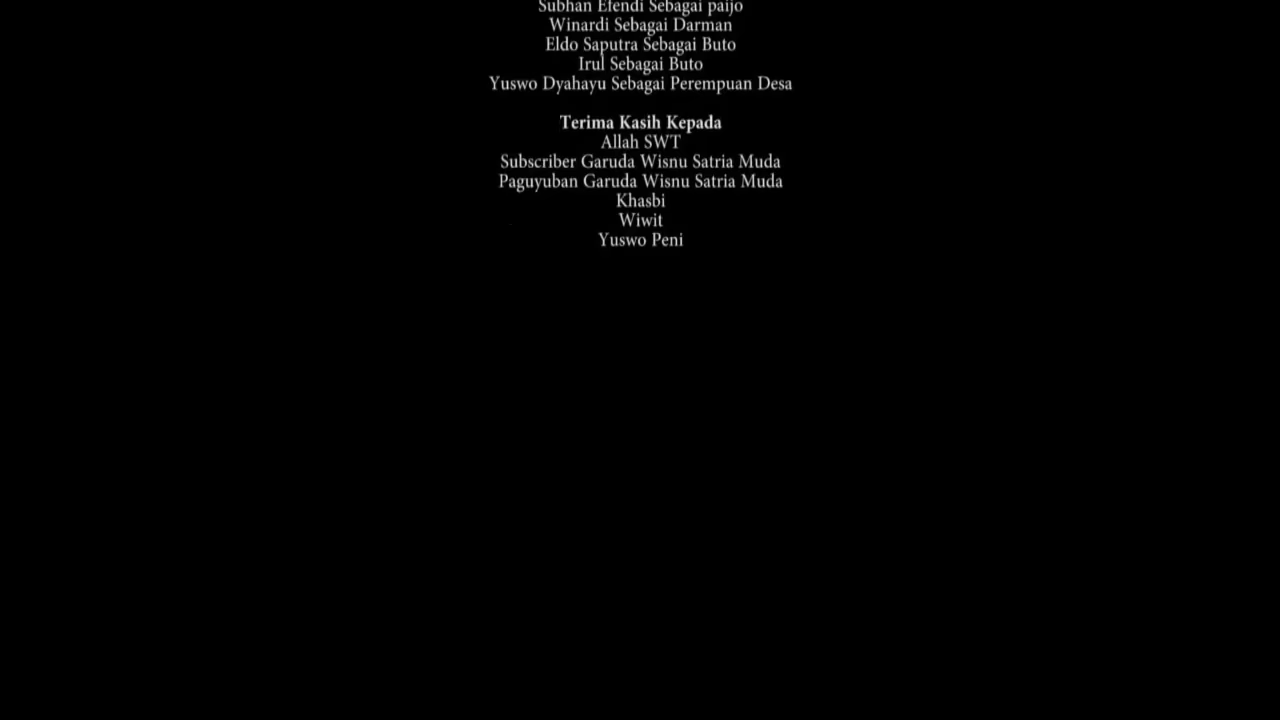 Subhan Efendi Sebagai paijo
Winardi Sebagai Darman
Eldo Saputra Sebagai Buto
Irul Sebagai Buto
Yuswo Dyahayu Sebagai Perempuan Desa
Terima Kasih Kepada
Allah SWT
Subscriber Garuda Wisnu Satria Muda
Paguyuban Garuda Wisnu Satria Muda
Khasbi
Wiwit
Yuswo Peni